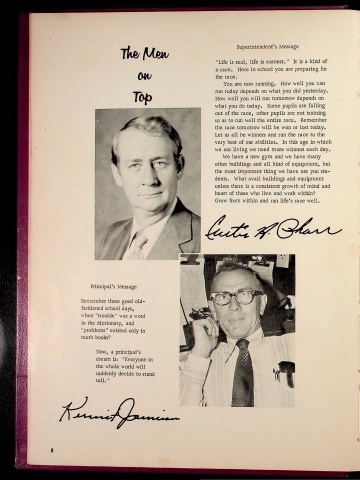 The Men
on
Top
Superintendent's Message
"Life is real, life is earnest." It is a kind of
a race. Here in school you are preparing for
the race.
You are now running. How well you can
run today depends on what you did yesterday.
How well you will run tomorrow depends on
what you do today. Some pupils are falling
out of the race, other pupils are not training
so as to run well the entire race. Remember
the race tomorrow will be won or lost today.
Let us all be winners and run the race to the
very best of our abilities. In this age in which
we are living we need more winners each day.
We have a new gym and we have many
other buildings and all kind of equipment, but
the most important thing we have are you stu-
dents. What avail buildings and equipment
unless there is a consistent growth of mind and
heart of those who live and work within?
Grow from within and run life's race well.
Curtis H Pharr
Principal's Message
Remember those good old-
fashioned school days,
when "trouble" was a word
in the dictionary, and
"problems" existed only in
math books?
Now, a principal's
dream is: "Everyone in
the whole world will
suddenly decide to stand
tall."
Kermit Jamison
8